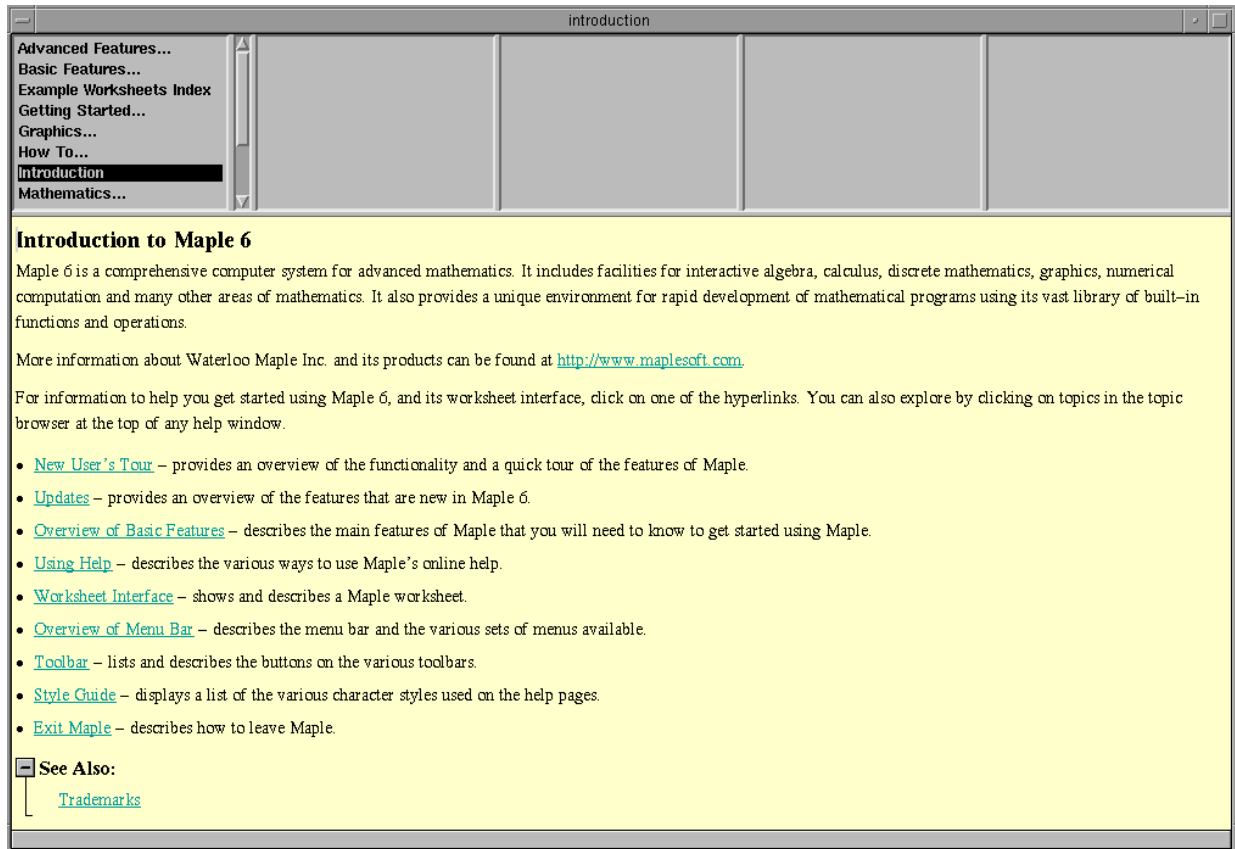 introduction
Advanced Features...
Basic Features...
Example Worksheets Index
Getting Started...
Graphics...
How To...
Introduction
Mathematics...
Introduction to Maple 6
Maple 6 is a comprehensive computer system for advanced mathematics. It includes facilities for interactive algebra, calculus, discrete mathematics, graphics, numerical
computation and many other areas of mathematics. It also provides a unique environment for rapid development of mathematical programs using its vast library of built–in
functions and operations.
More information about Waterloo Maple Inc. and its products can be found at http://www.maplesoft.com.
For information to help you get started using Maple 6, and its worksheet interface, click on one of the hyperlinks. You can also explore by clicking on topics in the topic
browser at the top of any help window.
• New User's Tour – provides an overview of the functionality and a quick tour of the features of Maple.
• Updates – provides an overview of the features that are new in Maple 6.
• Overview of Basic Features – describes the main features of Maple that you will need to know to get started using Maple.
• Using Help – describes the various ways to use Maple's online help.
• Worksheet Interface – shows and describes a Maple worksheet.
• Overview of Menu Bar – describes the menu bar and the various sets of menus available.
• Toolbar – lists and describes the buttons on the various toolbars.
• Style Guide – displays a list of the various character styles used on the help pages.
• Exit Maple – describes how to leave Maple.
See Also:
Trademarks